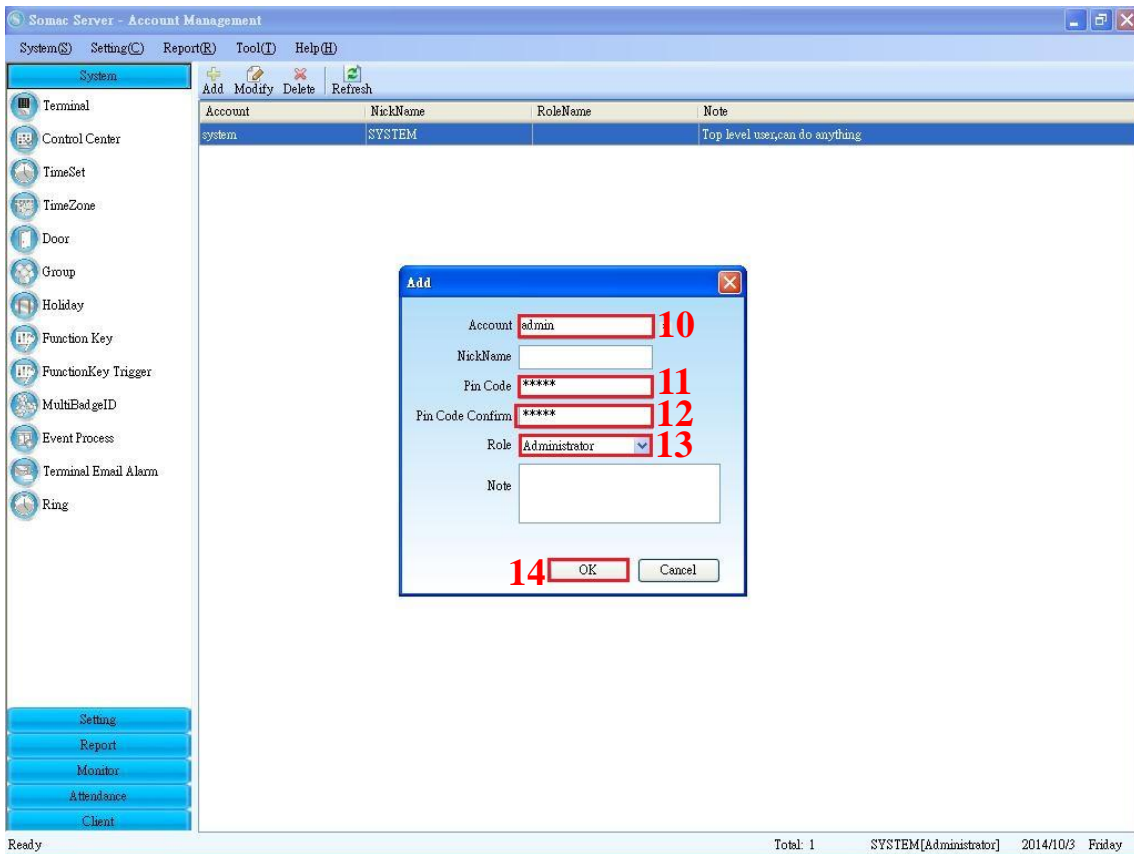 Somac Server - Account Management
System(S) Setting(C) Report(R) Tool(T) Help(H)
System
Add Modify Delete Refresh
Account NickName RoleName Note
system SYSTEM Top level user,can do anything
Terminal
Control Center
TimeSet
TimeZone
Door
Group
Holiday
Function Key
FunctionKey Trigger
MultiBadgeID
Event Process
Terminal Email Alarm
Ring
Add
Account admin 10
NickName
Pin Code ***** 11
Pin Code Confirm ***** 12
Role Administrator 13
Note
14 OK Cancel
Setting
Report
Monitor
Attendance
Client
Ready Total: 1 SYSTEM[Administrator] 2014/10/3 Friday